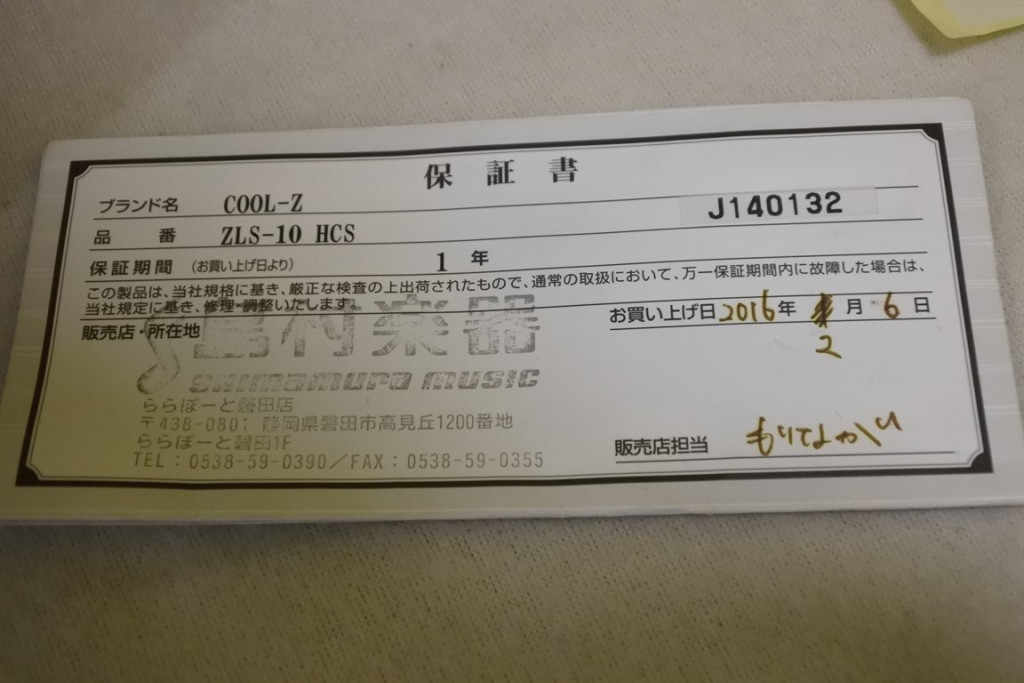 保証書
ブランド名 COOL-Z J140132
品番 ZLS-10 HCS
保証期間 (お買い上げ日より) 1年
この製品は、当社規格に基き、厳正な検査の上出荷されたもので、通常の取扱において、万一保証期間内に故障した場合は、
当社規定に基き、修理・調整いたします。
お買い上げ日 2016年 2月 6日
販売店・所在地
島村楽器
SHIMAMURA MUSIC
ららぽーと磐田店
〒438-0801 静岡県磐田市高見丘1200番地
ららぽーと磐田1F
TEL:0538-59-0390/FAX:0538-59-0355
販売店担当